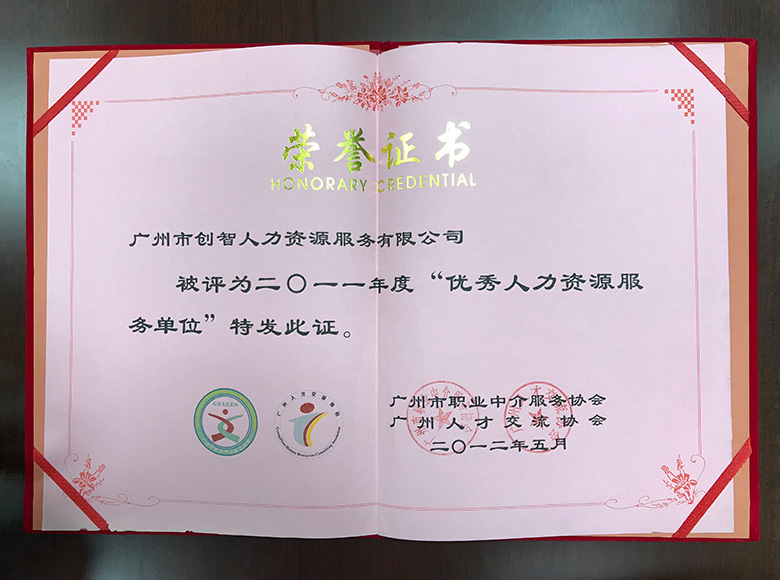 荣誉证书
HONORARY CREDENTIAL
广州市创智人力资源服务有限公司
被评为二〇一一年度“优秀人力资源服
务单位”特发此证。
广州市职业中介服务协会
广州人才交流协会
二〇一二年五月